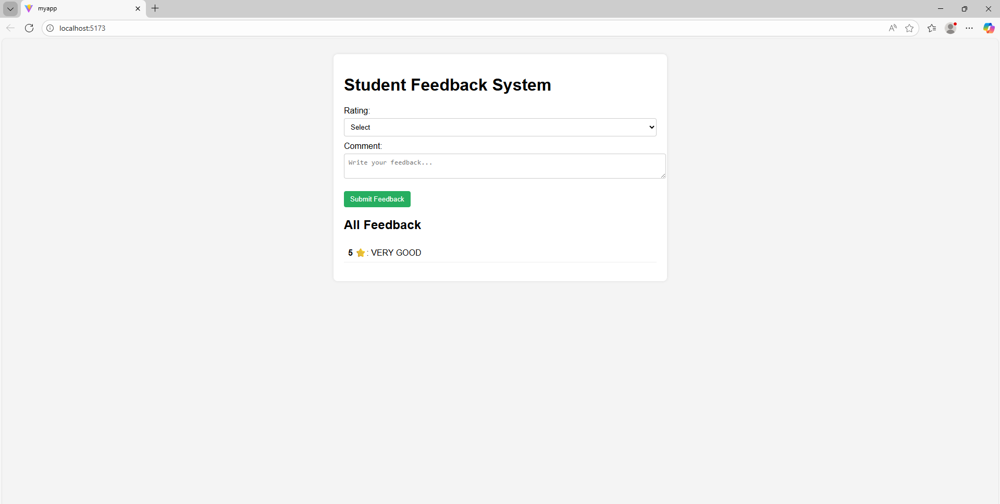 myapp
localhost:5173
Student Feedback System
Rating:
Select
Comment:
Write your feedback...
Submit Feedback
All Feedback
5 ⭐: VERY GOOD